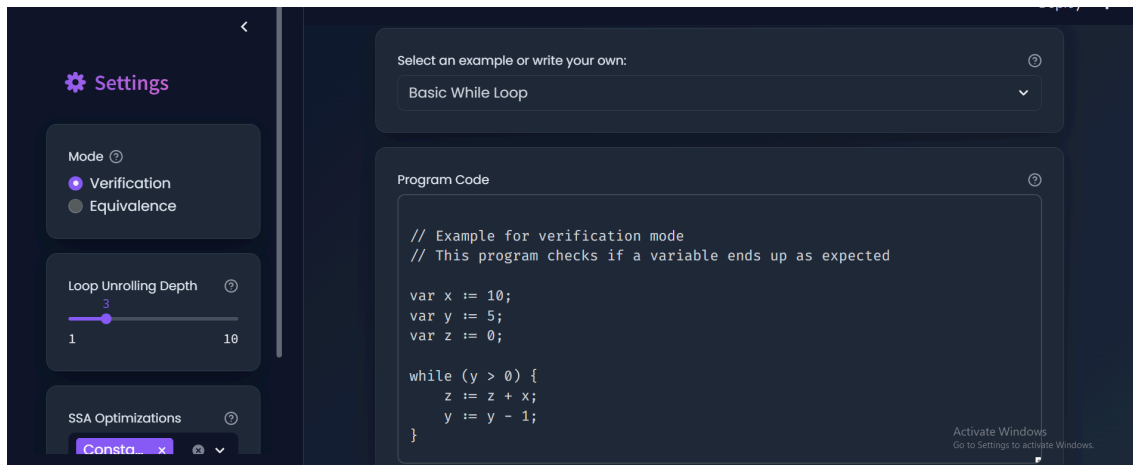 Settings
Mode
Verification
Equivalence
Loop Unrolling Depth
3
1 10
SSA Optimizations
Consta...
Select an example or write your own:
Basic While Loop
Program Code
// Example for verification mode
// This program checks if a variable ends up as expected
var x := 10;
var y := 5;
var z := 0;
while (y > 0) {
z := z + x;
y := y - 1;
}
Activate Windows
Go to Settings to activate Windows.